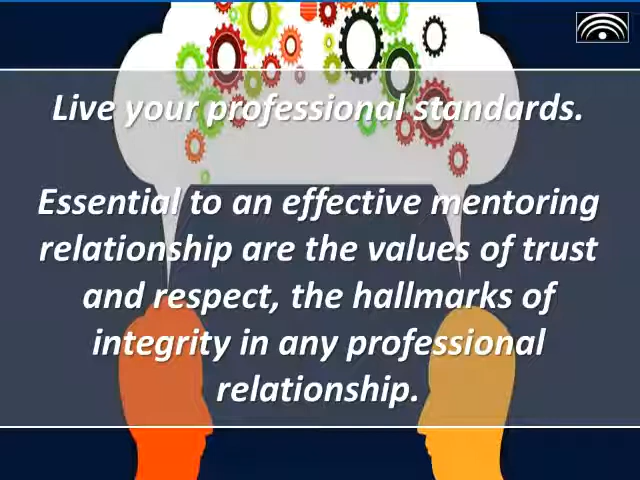 Live your professional standards.
Essential to an effective mentoring
relationship are the values of trust
and respect, the hallmarks of
integrity in any professional
relationship.